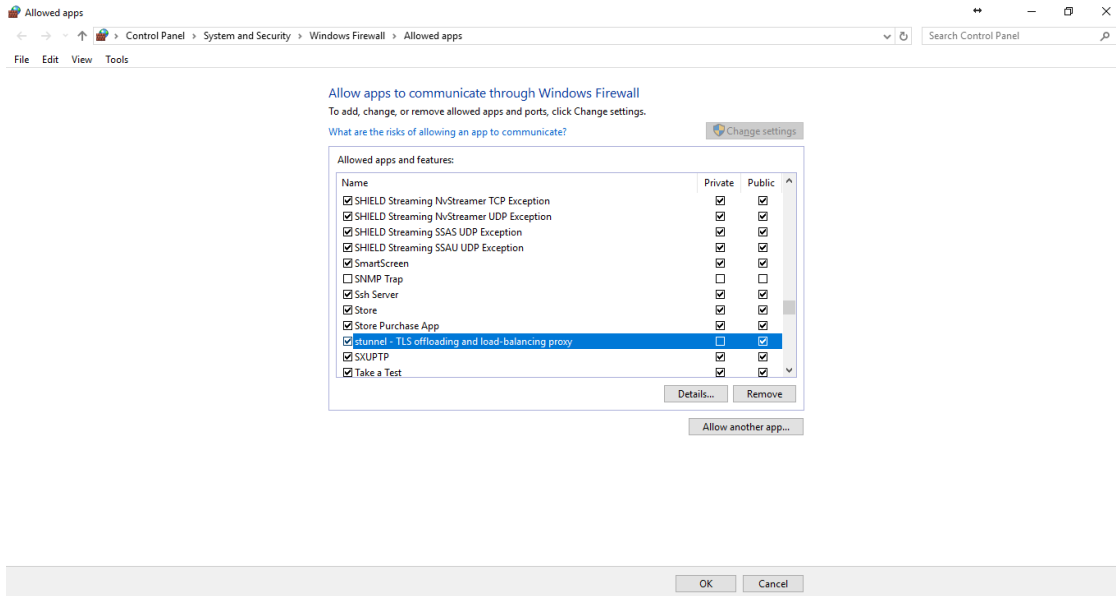 Allowed apps
Control Panel › System and Security › Windows Firewall › Allowed apps
Search Control Panel
File Edit View Tools
Allow apps to communicate through Windows Firewall
To add, change, or remove allowed apps and ports, click Change settings.
What are the risks of allowing an app to communicate?
Change settings
Allowed apps and features:
Name Private Public
SHIELD Streaming NvStreamer TCP Exception
SHIELD Streaming NvStreamer UDP Exception
SHIELD Streaming SSAS UDP Exception
SHIELD Streaming SSAU UDP Exception
SmartScreen
SNMP Trap
Ssh Server
Store
Store Purchase App
stunnel - TLS offloading and load-balancing proxy
SXUPTP
Take a Test
Details... Remove
Allow another app...
OK Cancel